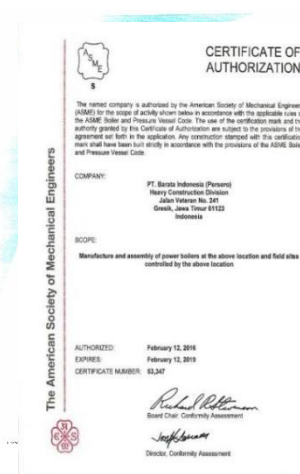 ASME
S
CERTIFICATE OF
AUTHORIZATION
The named company is authorized by the American Society of Mechanical Engineers
(ASME) for the scope of activity shown below in accordance with the applicable rules
the ASME Boiler and Pressure Vessel Code. The use of the certification mark and the
authority granted by this Certificate of Authorization are subject to the provisions of the
agreement set forth in the application. Any construction stamped with this certification
mark shall have been built strictly in accordance with the provisions of the ASME
and Pressure Vessel Code.
The American Society of Mechanical Engineers
COMPANY:
PT. Barata Indonesia (Persero)
Heavy Construction Division
Jalan Veteran No. 241
Gresik, Jawa Timur 61123
Indonesia
SCOPE:
Manufacture and assembly of power boilers at the above location and field sites
controlled by the above location
AUTHORIZED: February 12, 2016
EXPIRES: February 12, 2019
CERTIFICATE NUMBER: 53,347
Board Chair, Conformity Assessment
Director, Conformity Assessment